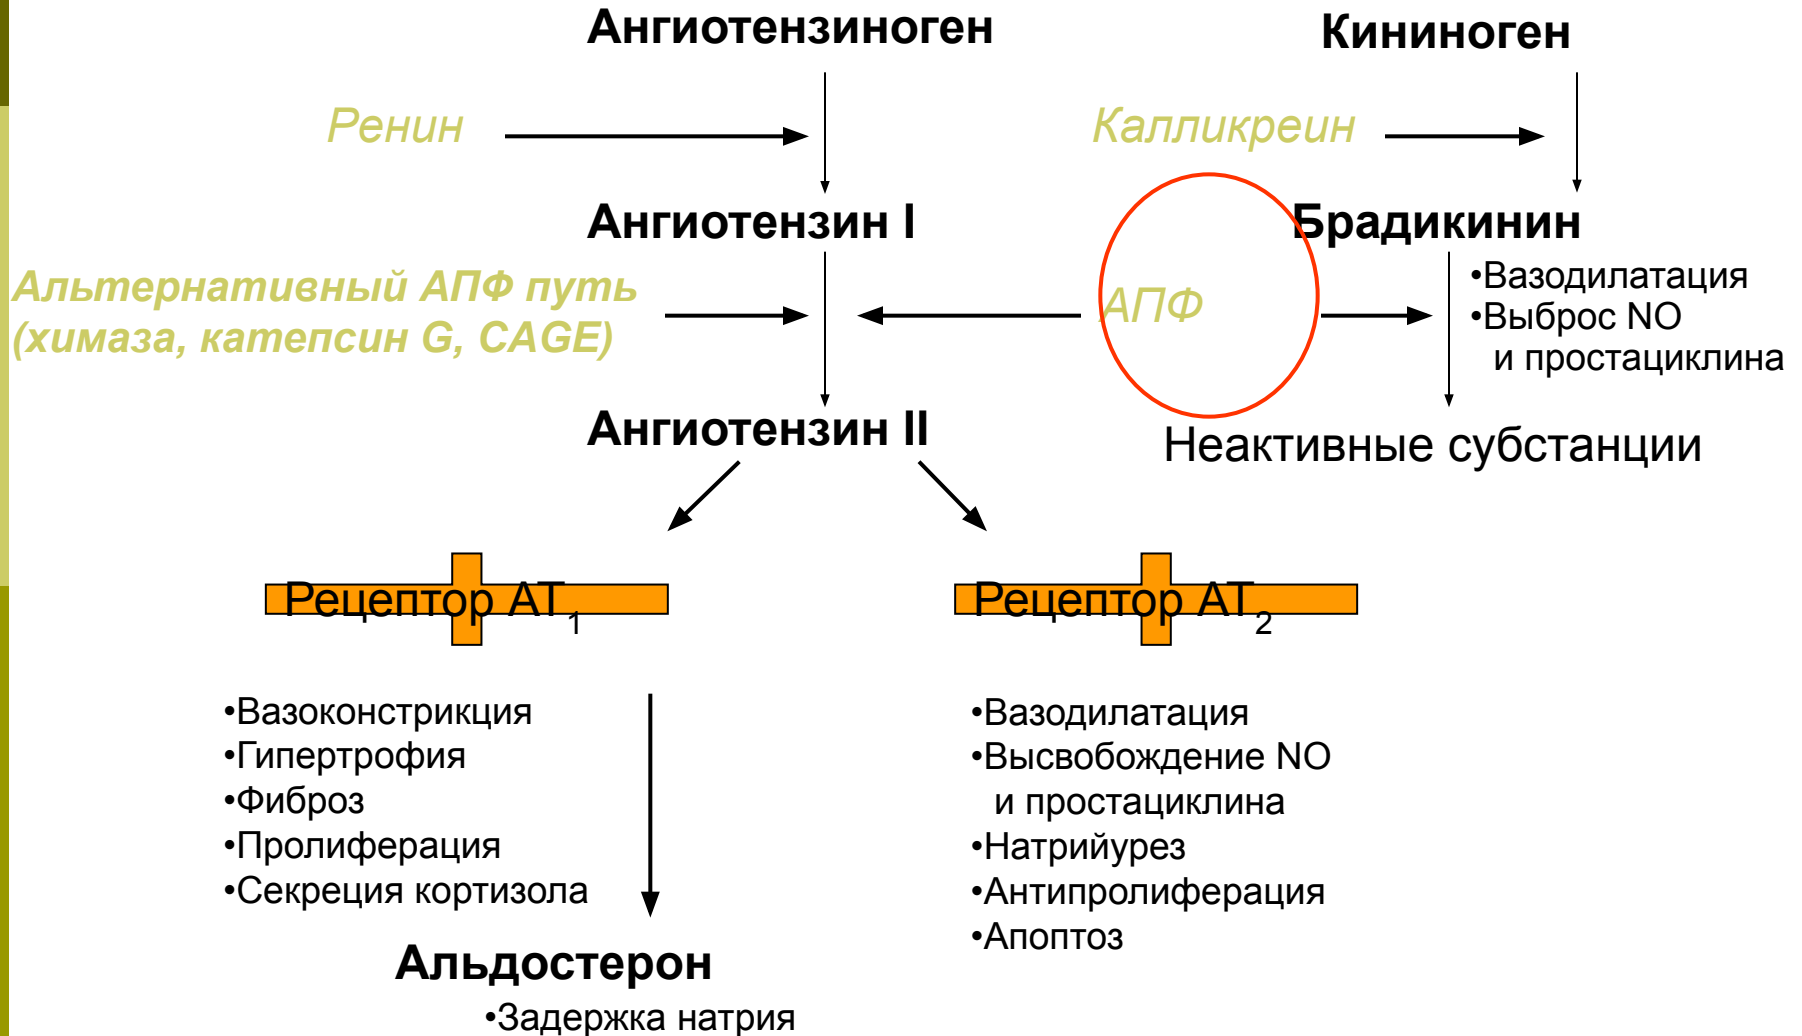 Ангиотензиноген
Кининоген
Ренин
Калликреин
Ангиотензин I
Брадикинин
Альтернативный АПФ путь
(химаза, катепсин G, CAGE)
АПФ
•Вазодилатация
•Выброс NO
и простациклина
Ангиотензин II
Неактивные субстанции
Рецептор АТ1
Рецептор АТ2
•Вазоконстрикция
•Гипертрофия
•Фиброз
•Пролиферация
•Секреция кортизола
•Вазодилатация
•Высвобождение NO
и простациклина
•Натрийурез
•Антипролиферация
•Апоптоз
Альдостерон
•Задержка натрия